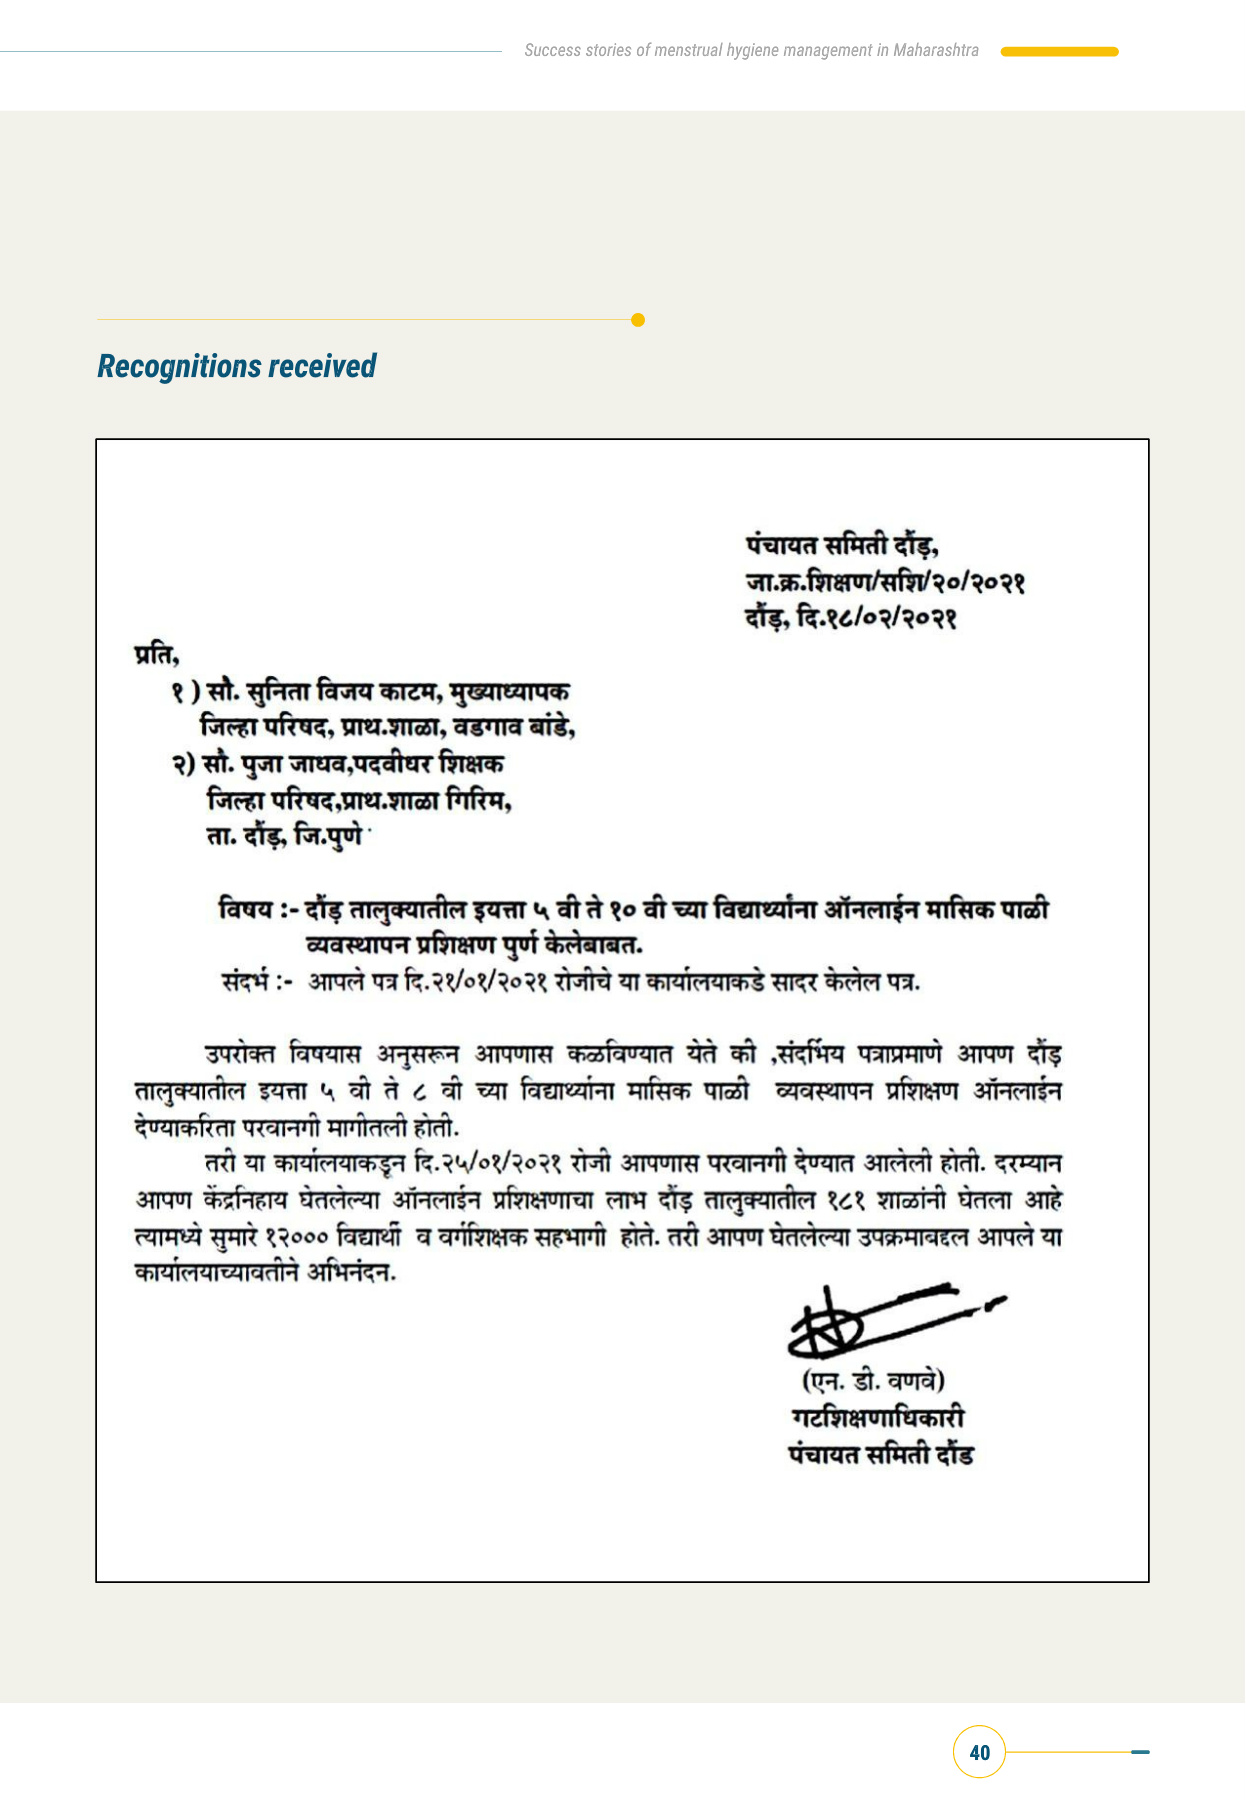 Success stories of menstrual hygiene management in Maharashtra
Recognitions received
पंचायत समिती दौंड,
जा.क्र.शिक्षण/सशि/२०/२०२१
दौंड, दि.१८/०२/२०२१
प्रति,
१ ) सौ. सुनिता विजय काटम, मुख्याध्यापक
जिल्हा परिषद, प्राथ.शाळा, वडगाव बांडे,
२) सौ. पुजा जाधव,पदवीधर शिक्षक
जिल्हा परिषद,प्राथ.शाळा गिरिम,
ता. दौंड, जि.पुणे
विषय :- दौंड तालुक्यातील इयत्ता ५ वी ते १० वी च्या विद्यार्थ्यांना ऑनलाईन मासिक पाळी
व्यवस्थापन प्रशिक्षण पुर्ण केलेबाबत.
संदर्भ :- आपले पत्र दि.२१/०१/२०२१ रोजीचे या कार्यालयाकडे सादर केलेल पत्र.
उपरोक्त विषयास अनुसरून आपणास कळविण्यात येते की ,संदर्भिय पत्राप्रमाणे आपण दौंड
तालुक्यातील इयत्ता ५ वी ते ८ वी च्या विद्यार्थ्यांना मासिक पाळी व्यवस्थापन प्रशिक्षण ऑनलाईन
देण्याकरिता परवानगी मागीतली होती.
तरी या कार्यालयाकडून दि.२५/०१/२०२१ रोजी आपणास परवानगी देण्यात आलेली होती. दरम्यान
आपण केंद्रनिहाय घेतलेल्या ऑनलाईन प्रशिक्षणाचा लाभ दौंड तालुक्यातील १८१ शाळांनी घेतला आहे
त्यामध्ये सुमारे १२००० विद्यार्थी व वर्गशिक्षक सहभागी होते. तरी आपण घेतलेल्या उपक्रमाबद्दल आपले या
कार्यालयाच्यावतीने अभिनंदन.
(एन. डी. वणवे)
गटशिक्षणाधिकारी
पंचायत समिती दौंड
40